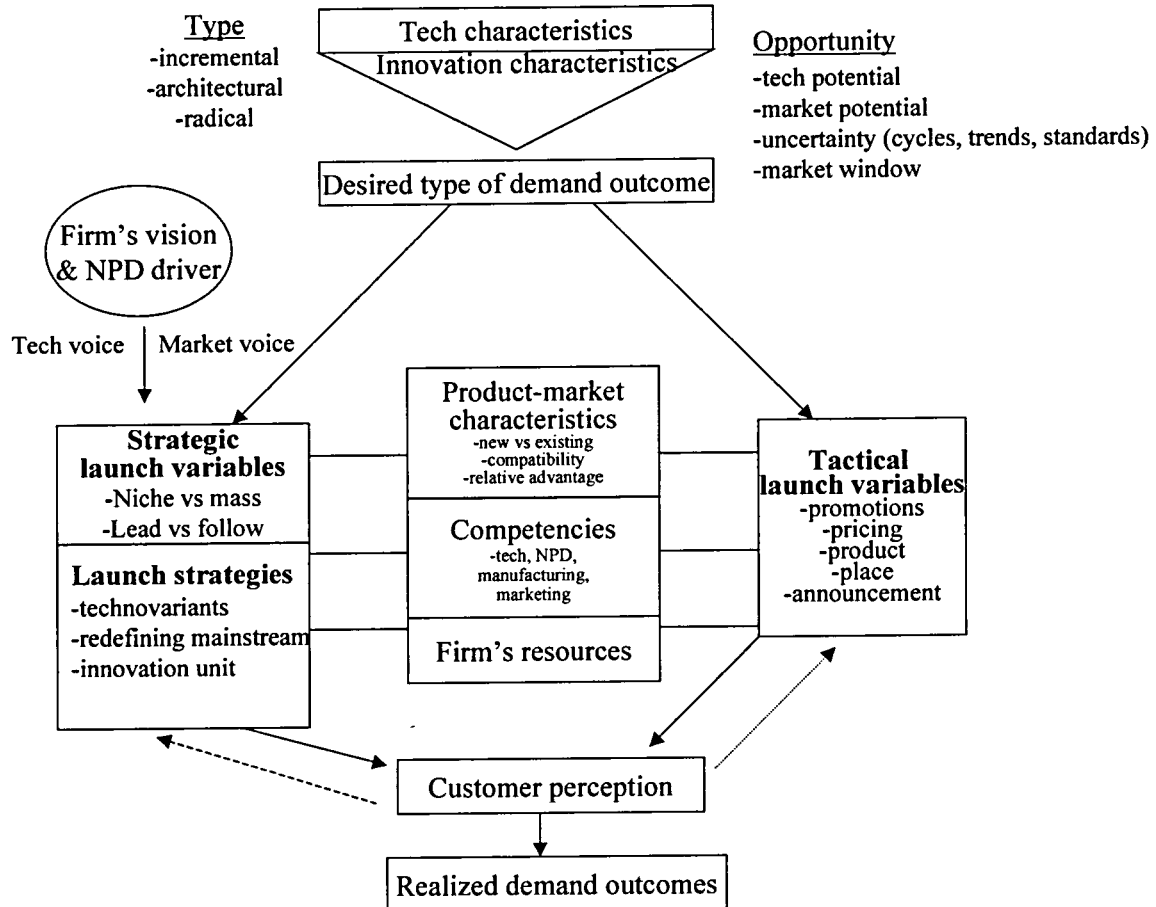 Type
-incremental
-architectural
-radical
Tech characteristics
Innovation characteristics
Opportunity
-tech potential
-market potential
-uncertainty (cycles, trends, standards)
-market window
Desired type of demand outcome
Firm's vision
& NPD driver
Tech voice
Market voice
Strategic
launch variables
-Niche vs mass
-Lead vs follow
Launch strategies
-technovariants
-redefining mainstream
-innovation unit
Product-market
characteristics
-new vs existing
-compatibility
-relative advantage
Competencies
-tech, NPD,
manufacturing,
marketing
Firm's resources
Tactical
launch variables
-promotions
-pricing
-product
-place
-announcement
Customer perception
Realized demand outcomes